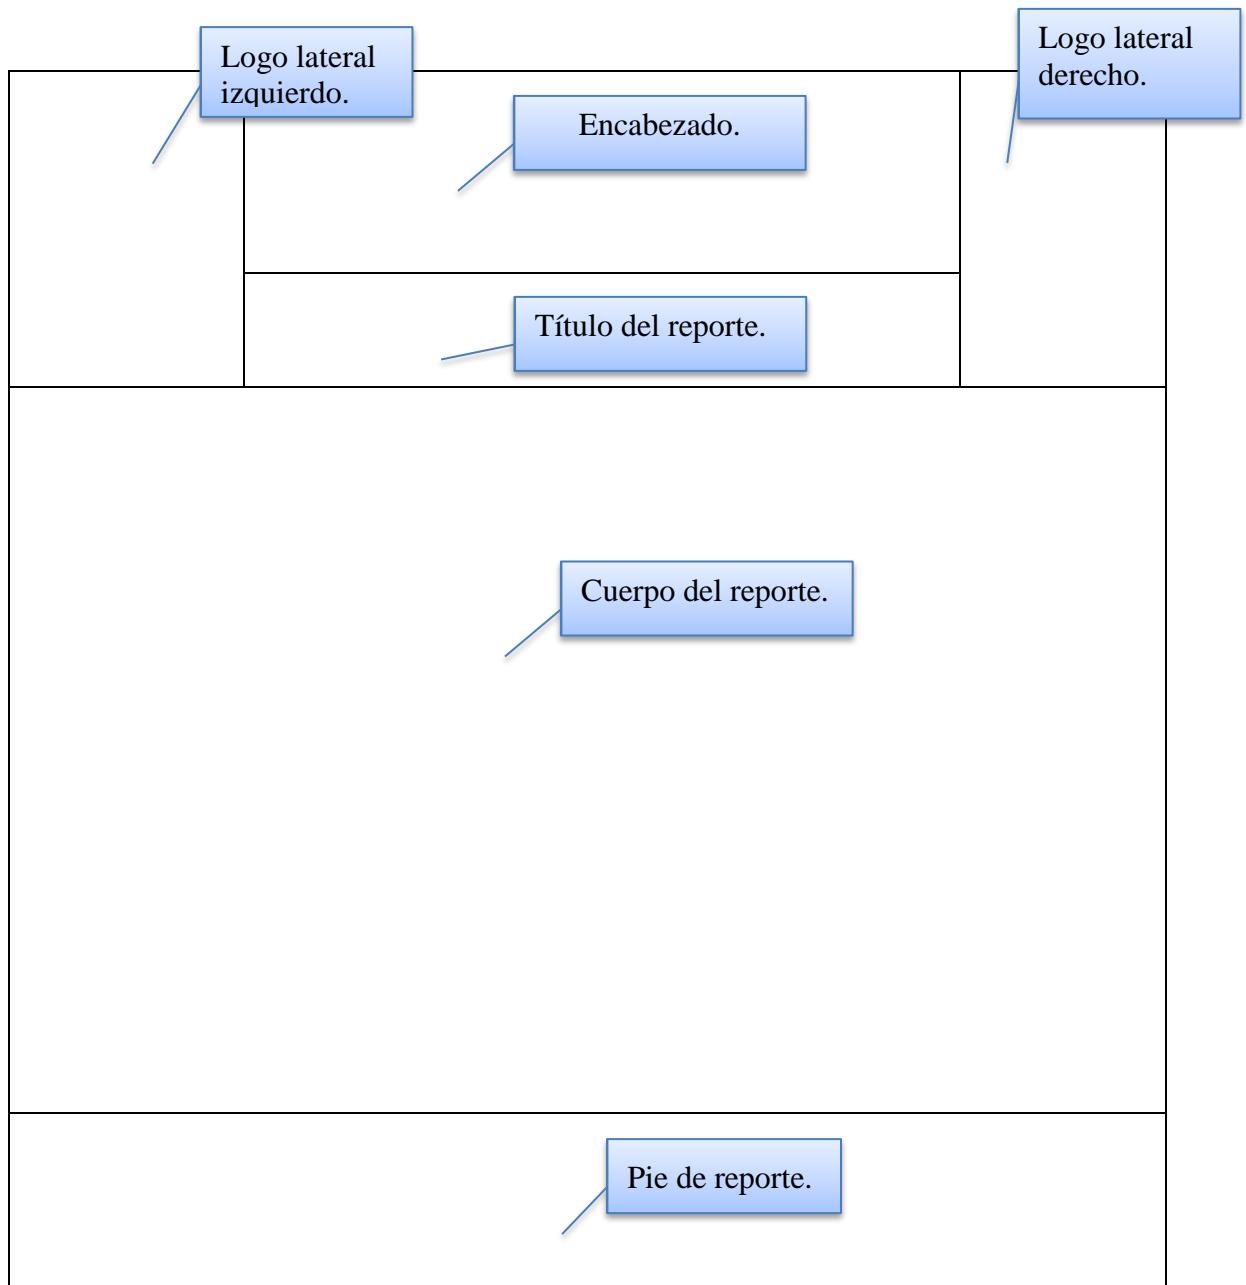 Logo lateral
izquierdo.
Logo lateral
derecho.
Encabezado.
Título del reporte.
Cuerpo del reporte.
Pie de reporte.